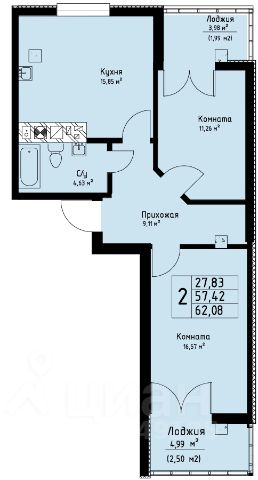 Лоджия
3,98 м²
(1,99 м2)
Кухня
15,85 м²
Комната
11,26 м²
С/у
4,63 м²
Прихожая
9,11 м²
2
27,83
57,42
62,08
Комната
16,57 м²
Лоджия
4,99 м²
(2,50 м2)
циан